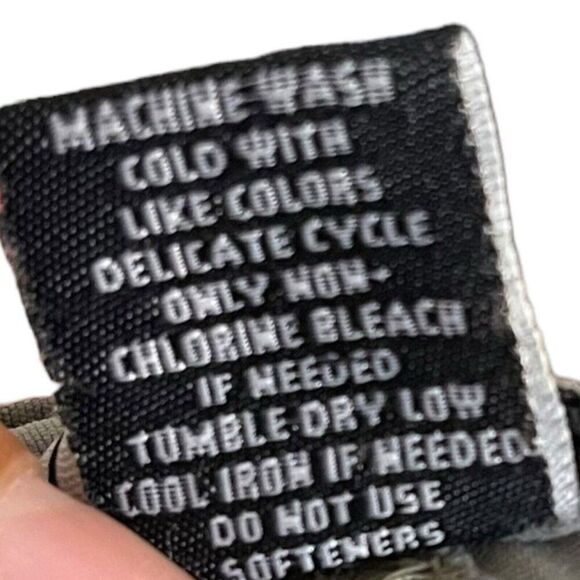 MACHINE WASH
COLD WITH
LIKE COLORS
DELICATE CYCLE
ONLY NON-
CHLORINE BLEACH
IF NEEDED
TUMBLE DRY LOW
COOL IRON IF NEEDED
DO NOT USE
SOFTENERS